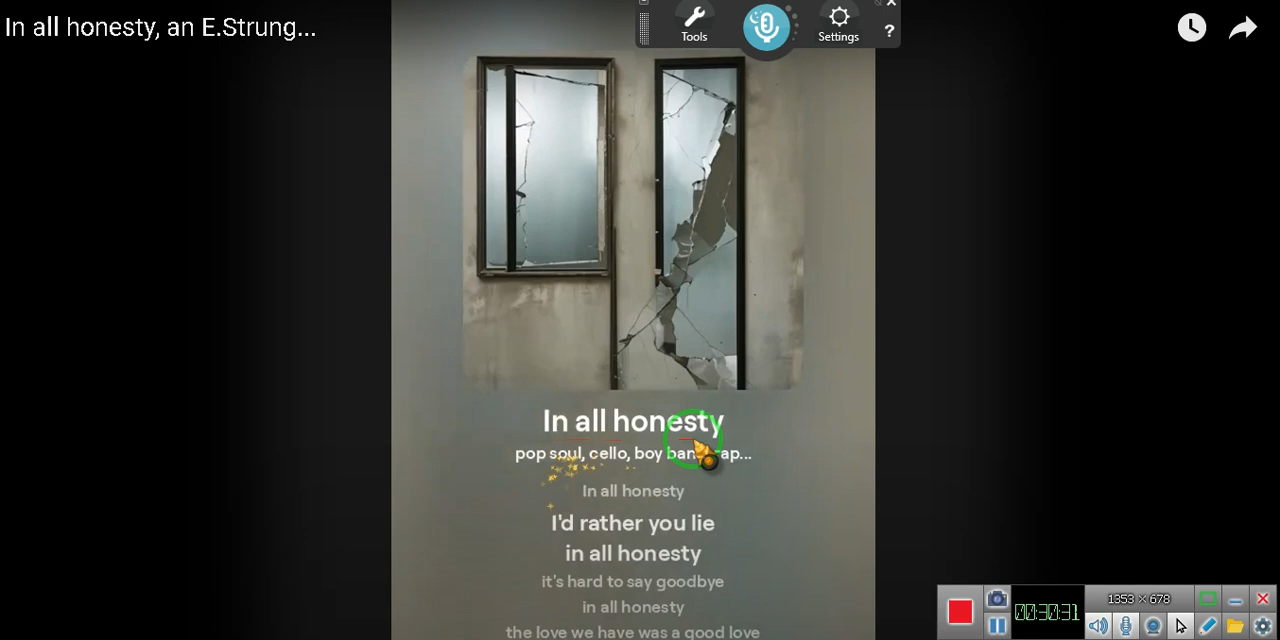 In all honesty, an E.Strung...
Tools
Settings
?
In all honesty
pop soul, cello, boy ban ap...
In all honesty
I'd rather you lie
in all honesty
it's hard to say goodbye
in all honesty
the love we have was a good love
1353 × 678
00:30:31